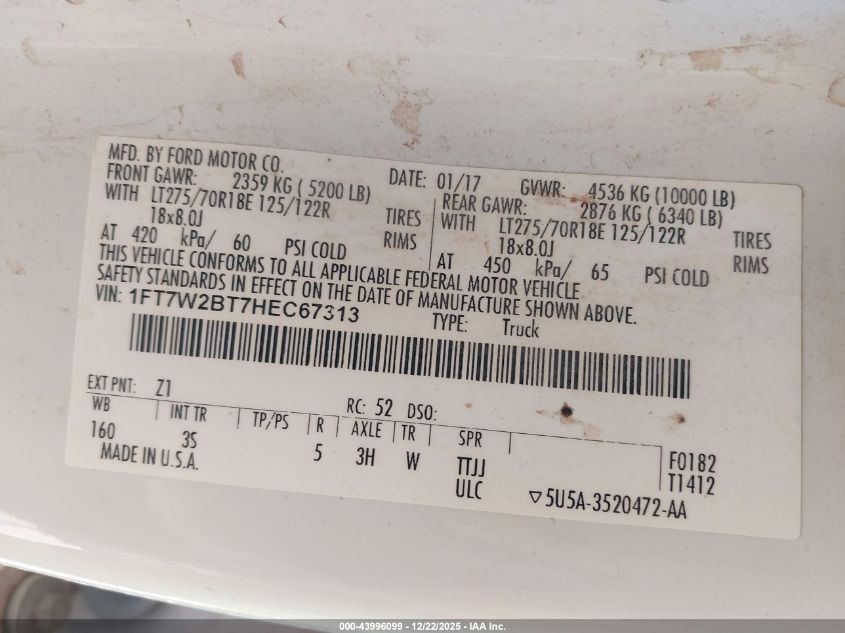 MFD. BY FORD MOTOR CO.
DATE: 01/17
GVWR: 4536 KG (10000 LB)
FRONT GAWR: 2359 KG ( 5200 LB)
REAR GAWR: 2876 KG ( 6340 LB)
WITH LT275/70R18E 125/122R TIRES
WITH LT275/70R18E 125/122R TIRES
18x8.0J RIMS
18x8.0J RIMS
AT 420 kPa/ 60 PSI COLD
AT 450 kPa/ 65 PSI COLD
THIS VEHICLE CONFORMS TO ALL APPLICABLE FEDERAL MOTOR VEHICLE
SAFETY STANDARDS IN EFFECT ON THE DATE OF MANUFACTURE SHOWN ABOVE.
VIN: 1FT7W2BT7HEC67313
TYPE: Truck
EXT PNT: Z1
RC: 52 DSO:
WB INT TR TP/PS R AXLE TR SPR
160 3S 5 3H W TTJJ F0182
MADE IN U.S.A. ULC T1412
5U5A-3520472-AA
000-43996099 - 12/22/2025 - IAA Inc.